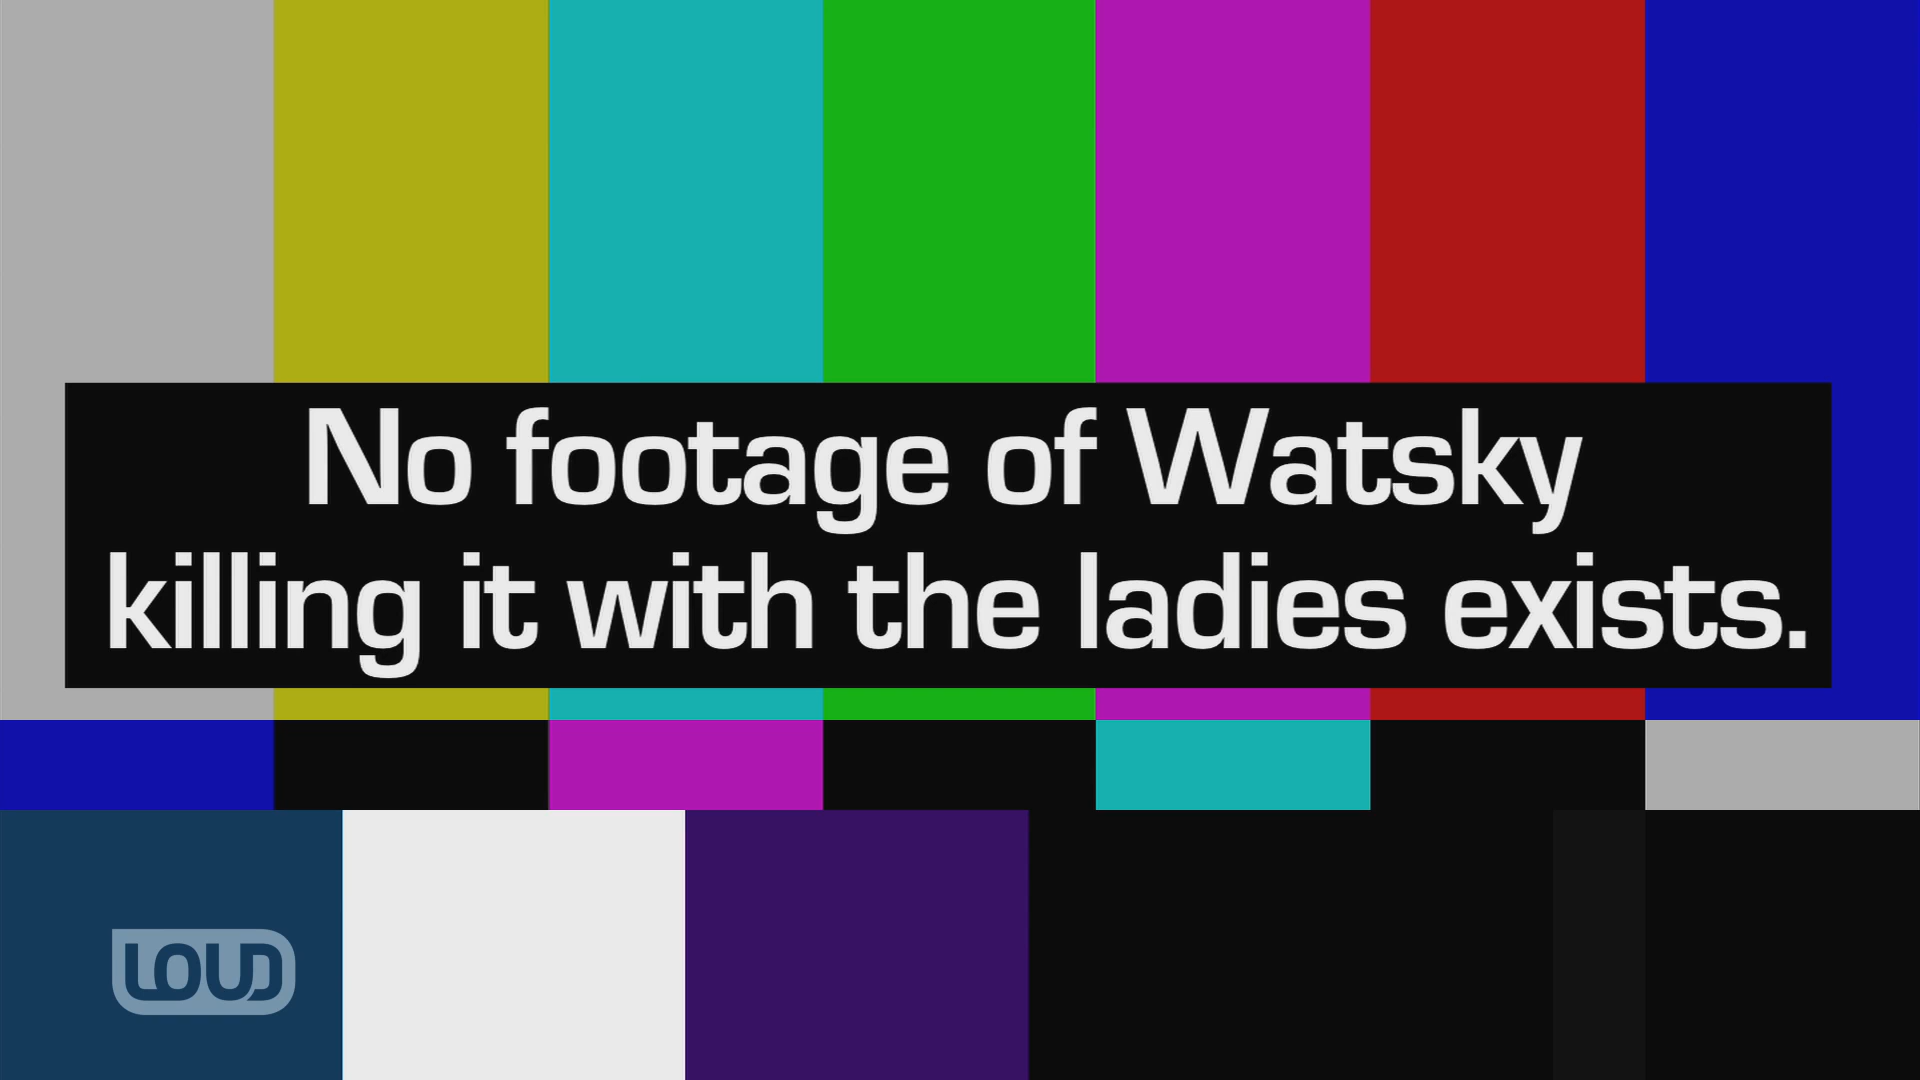 No footage of Watsky
killing it with the ladies exists.
LOUD